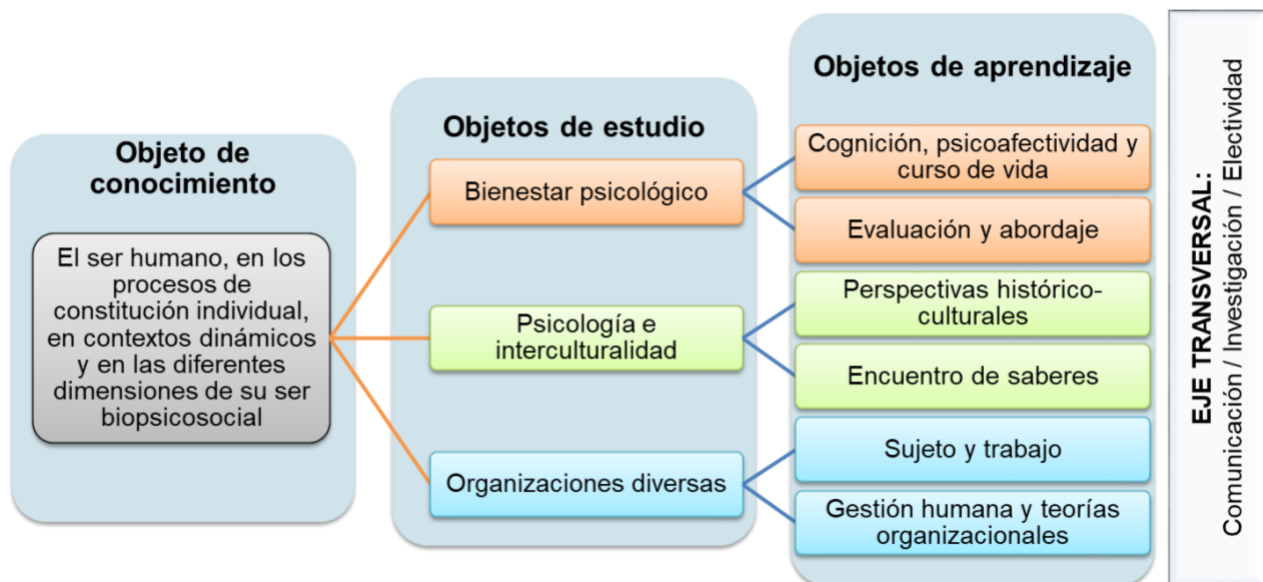 Objeto de
conocimiento
El ser humano, en los
procesos de
constitución individual,
en contextos dinámicos
y en las diferentes
dimensiones de su ser
biopsicosocial
Objetos de estudio
Bienestar psicológico
Psicología e
interculturalidad
Organizaciones diversas
Objetos de aprendizaje
Cognición, psicoafectividad y
curso de vida
Evaluación y abordaje
Perspectivas histórico-
culturales
Encuentro de saberes
Sujeto y trabajo
Gestión humana y teorías
organizacionales
EJE TRANSVERSAL:
Comunicación / Investigación / Electividad